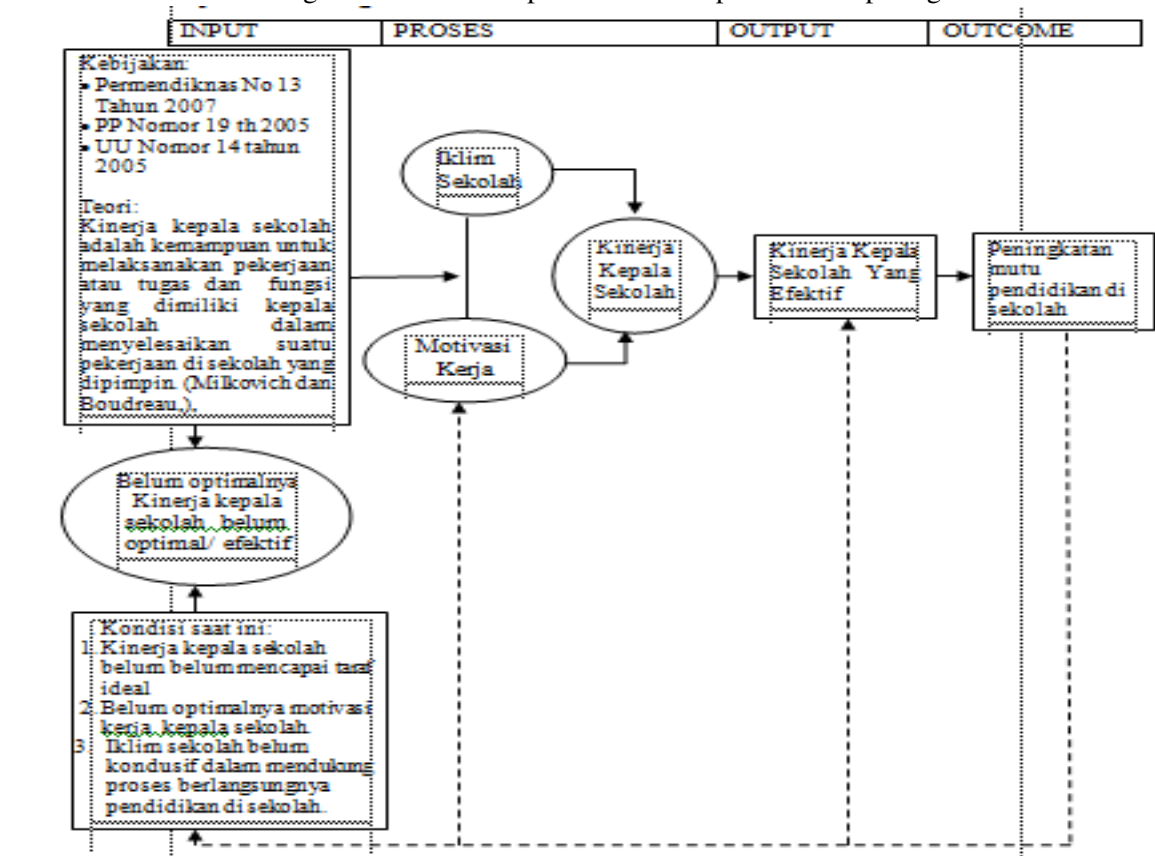 INPUT PROSES OUTPUT OUTCOME
Kebijakan:
• Permendiknas No 13
Tahun 2007
• PP Nomor 19 th 2005
• UU Nomor 14 tahun
2005
Teori:
Kinerja kepala sekolah
adalah kemampuan untuk
melaksanakan pekerjaan
atau tugas dan fungsi
yang dimiliki kepala
sekolah dalam
menyelesaikan suatu
pekerjaan di sekolah yang
dipimpin. (Milkovich dan
Boudreau,),
Iklim
Sekolah
Motivasi
Kerja
Kinerja
Kepala
Sekolah
Kinerja Kepala
Sekolah Yang
Efektif
Peningkatan
mutu
pendidikan di
sekolah
Belum optimalnya
Kinerja kepala
sekolah belum
optimal/ efektif
Kondisi saat ini:
1. Kinerja kepala sekolah
belum belum mencapai taraf
ideal
2. Belum optimalnya motivasi
kerja kepala sekolah.
3. Iklim sekolah belum
kondusif dalam mendukung
proses berlangsungnya
pendidikan di sekolah.